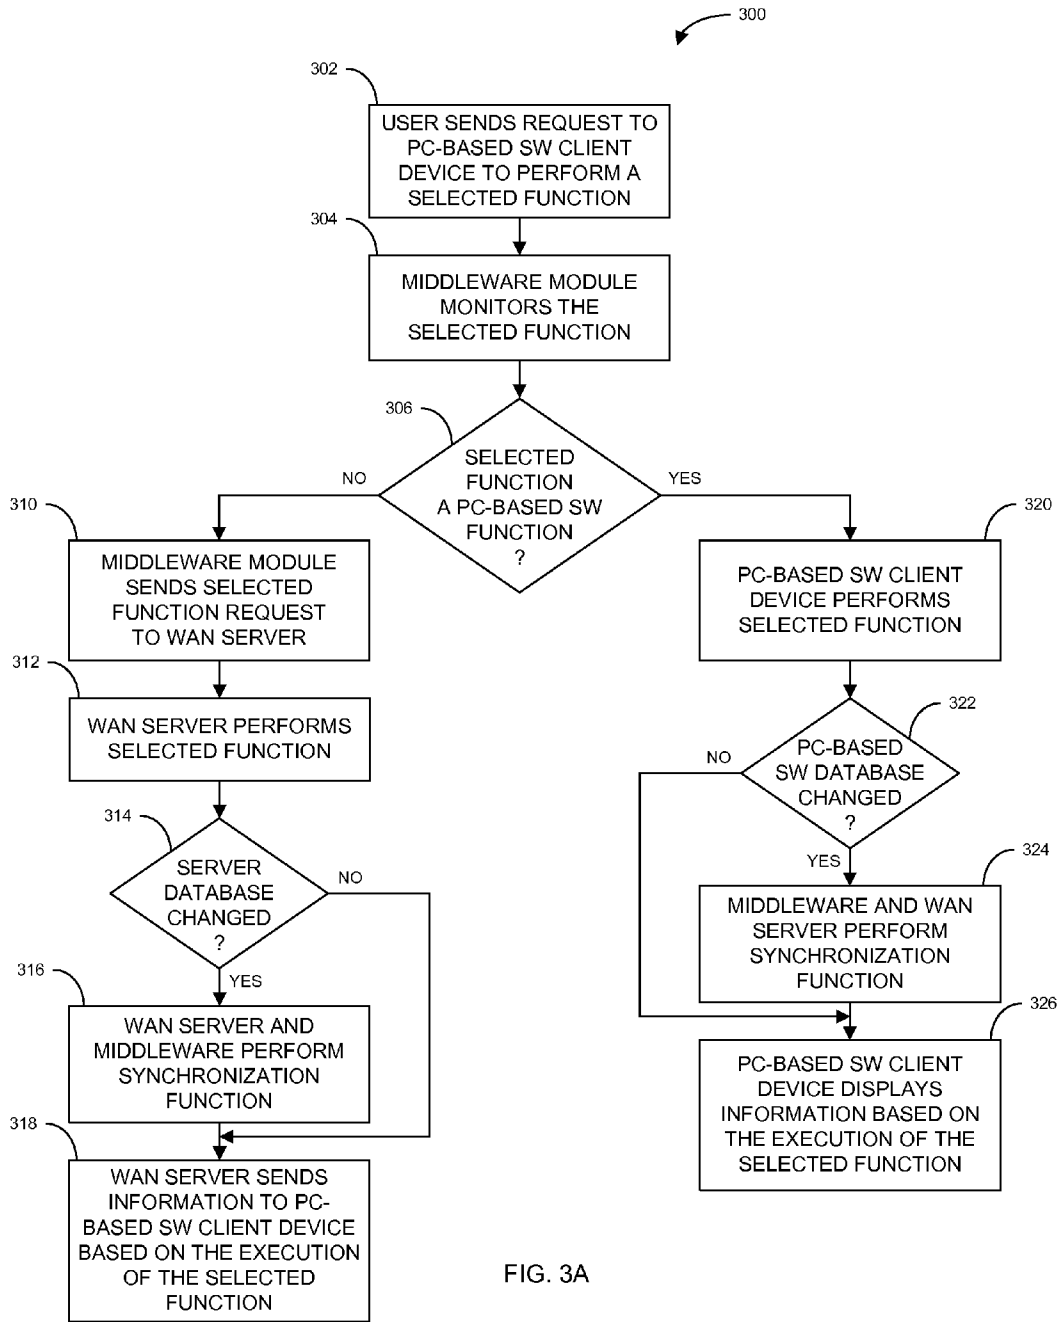 300
302
USER SENDS REQUEST TO
PC-BASED SW CLIENT
DEVICE TO PERFORM A
SELECTED FUNCTION
304
MIDDLEWARE MODULE
MONITORS THE
SELECTED FUNCTION
306
SELECTED
FUNCTION
A PC-BASED SW
FUNCTION
?
NO
YES
310
MIDDLEWARE MODULE
SENDS SELECTED
FUNCTION REQUEST
TO WAN SERVER
312
WAN SERVER PERFORMS
SELECTED FUNCTION
314
SERVER
DATABASE
CHANGED
?
NO
YES
316
WAN SERVER AND
MIDDLEWARE PERFORM
SYNCHRONIZATION
FUNCTION
318
WAN SERVER SENDS
INFORMATION TO PC-
BASED SW CLIENT DEVICE
BASED ON THE EXECUTION
OF THE SELECTED
FUNCTION
320
PC-BASED SW CLIENT
DEVICE PERFORMS
SELECTED FUNCTION
322
PC-BASED
SW DATABASE
CHANGED
?
NO
YES
324
MIDDLEWARE AND WAN
SERVER PERFORM
SYNCHRONIZATION
FUNCTION
326
PC-BASED SW CLIENT
DEVICE DISPLAYS
INFORMATION BASED ON
THE EXECUTION OF THE
SELECTED FUNCTION
FIG. 3A